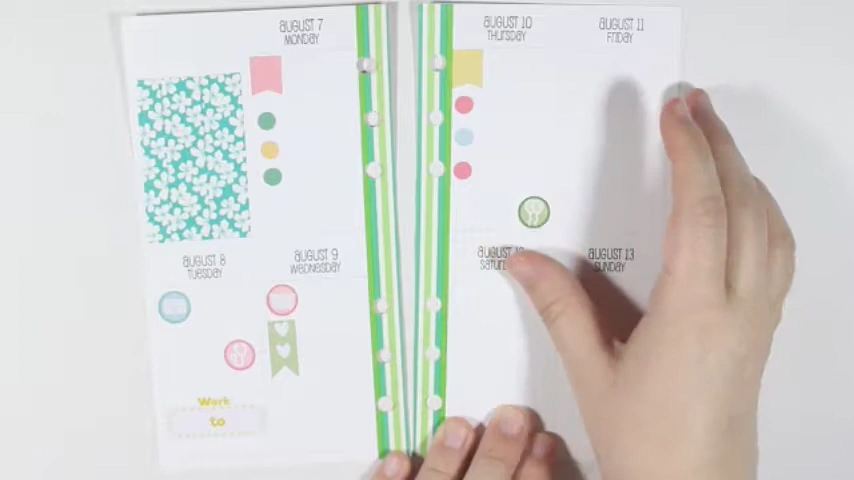 AUGUST 7
MONDAY
AUGUST 8
TUESDAY
AUGUST 9
WEDNESDAY
Work
to
AUGUST 10
THURSDAY
AUGUST 11
FRIDAY
AUGUST
AUGUST 13
SUNDAY